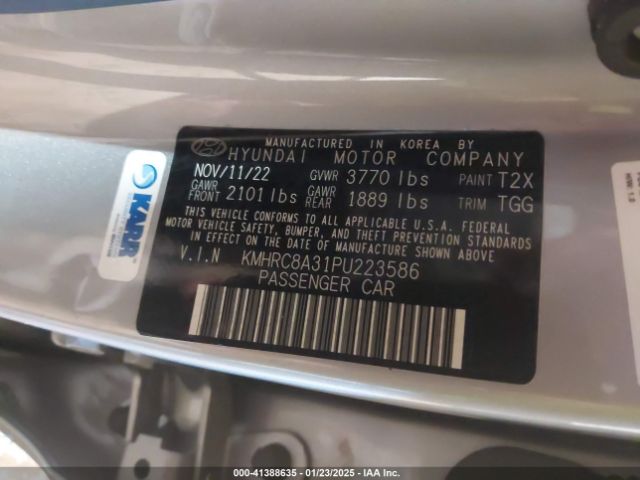 MANUFACTURED IN KOREA BY
HYUNDAI MOTOR COMPANY
NOV/11/22 GVWR 3770 lbs PAINT T2X
GAWR FRONT 2101 lbs GAWR REAR 1889 lbs TRIM TGG
THIS VEHICLE CONFORMS TO ALL APPLICABLE U.S.A. FEDERAL
MOTOR VEHICLE SAFETY, BUMPER, AND THEFT PREVENTION STANDARDS
IN EFFECT ON THE DATE OF MANUFACTURE SHOWN ABOVE.
V.I.N KMHRC8A31PU223586
PASSENGER CAR
KARR
000-41388635 - 01/23/2025 - IAA Inc.